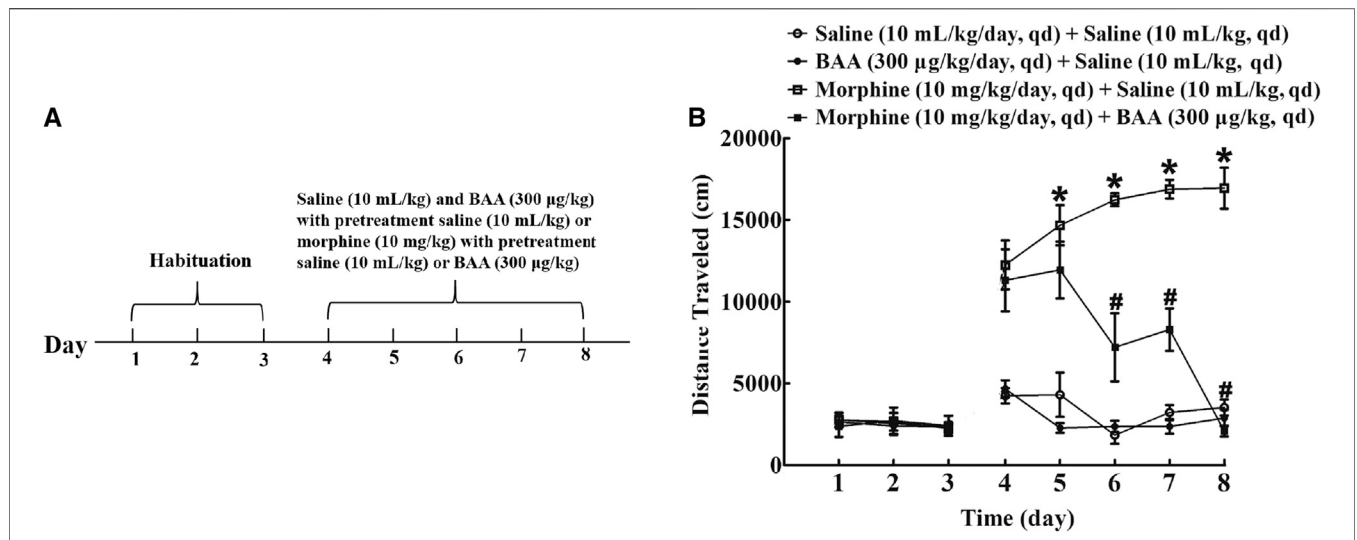 A
Saline (10 mL/kg) and BAA (300 µg/kg)
with pretreatment saline (10 mL/kg) or
morphine (10 mg/kg) with pretreatment
saline (10 mL/kg) or BAA (300 µg/kg)
Habituation
Day
1 2 3 4 5 6 7 8
B
Saline (10 mL/kg/day, qd) + Saline (10 mL/kg, qd)
BAA (300 µg/kg/day, qd) + Saline (10 mL/kg, qd)
Morphine (10 mg/kg/day, qd) + Saline (10 mL/kg, qd)
Morphine (10 mg/kg/day, qd) + BAA (300 µg/kg, qd)
Distance Traveled (cm)
20000
15000
10000
5000
0
* * * *
# #
#
1 2 3 4 5 6 7 8
Time (day)